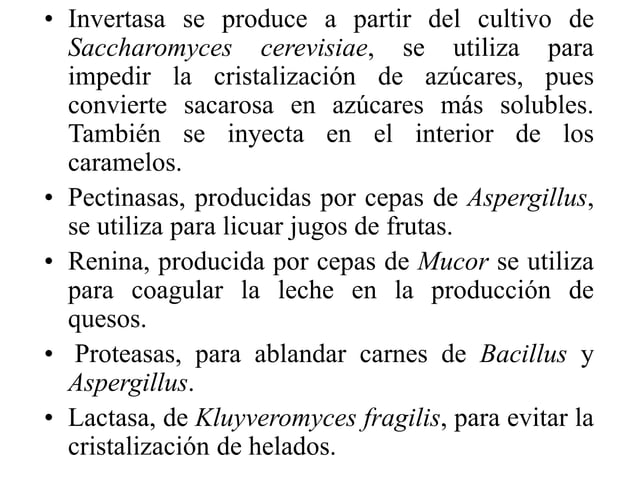 • Invertasa se produce a partir del cultivo de
Saccharomyces cerevisiae, se utiliza para
impedir la cristalización de azúcares, pues
convierte sacarosa en azúcares más solubles.
También se inyecta en el interior de los
caramelos.
• Pectinasas, producidas por cepas de Aspergillus,
se utiliza para licuar jugos de frutas.
• Renina, producida por cepas de Mucor se utiliza
para coagular la leche en la producción de
quesos.
• Proteasas, para ablandar carnes de Bacillus y
Aspergillus.
• Lactasa, de Kluyveromyces fragilis, para evitar la
cristalización de helados.